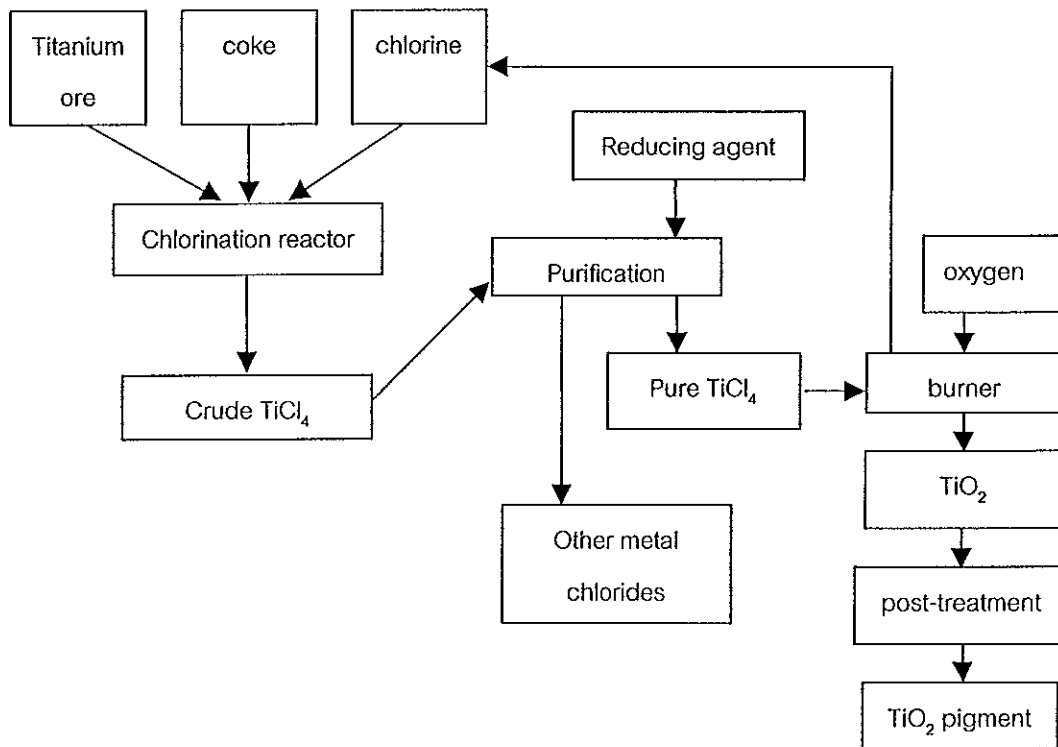 Titanium
ore
coke
chlorine
Reducing agent
Chlorination reactor
Purification
oxygen
Crude TiCl₄
Pure TiCl₄
burner
TiO₂
Other metal
chlorides
post-treatment
TiO₂ pigment